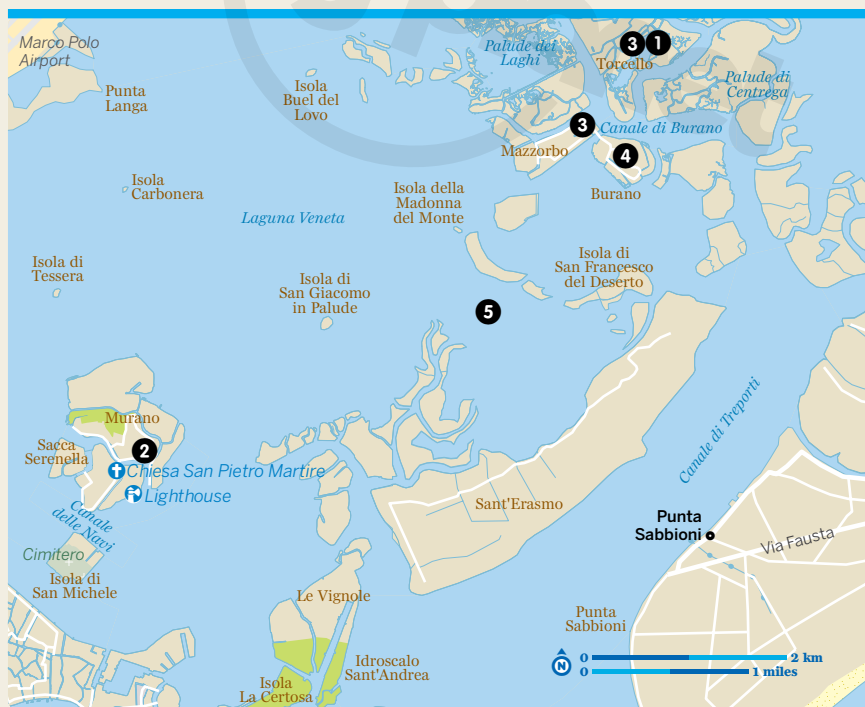 Marco Polo
Airport
Punta
Langa
Isola
Buel del
Lovo
Palude dei
Laghi
3 1
Torcello
Palude di
Centrega
3
Canale di Burano
Mazzorbo
4
Burano
Isola
Carbonera
Isola della
Madonna
del Monte
Laguna Veneta
Isola di
Tessera
Isola di
San Giacomo
in Palude
Isola di
San Francesco
del Deserto
5
Murano
2
Sacca
Serenella
Chiesa San Pietro Martire
Lighthouse
Canale
delle Navi
Cimitero
Isola di
San Michele
Canale di Treporti
Sant'Erasmo
Punta
Sabbioni
Via Fausta
Le Vignole
Punta
Sabbioni
Idroscalo
Sant'Andrea
Isola
La Certosa
N
0 2 km
0 1 miles